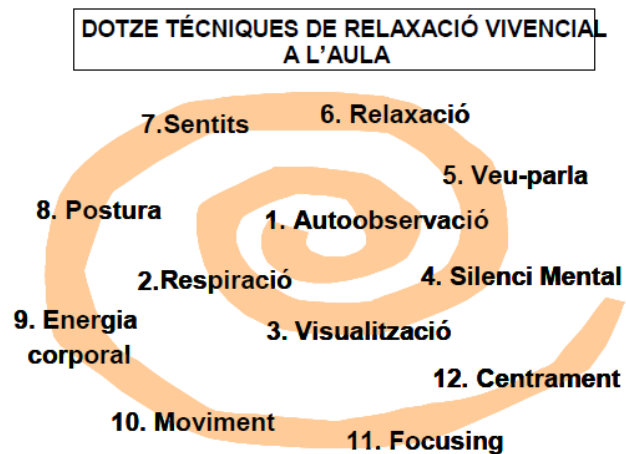 DOTZE TÉCNIQUES DE RELAXACIÓ VIVENCIAL
A L'AULA
1. Autoobservació
2.Respiració
3. Visualització
4. Silenci Mental
5. Veu-parla
6. Relaxació
7.Sentits
8. Postura
9. Energia
corporal
10. Moviment
11. Focusing
12. Centrament